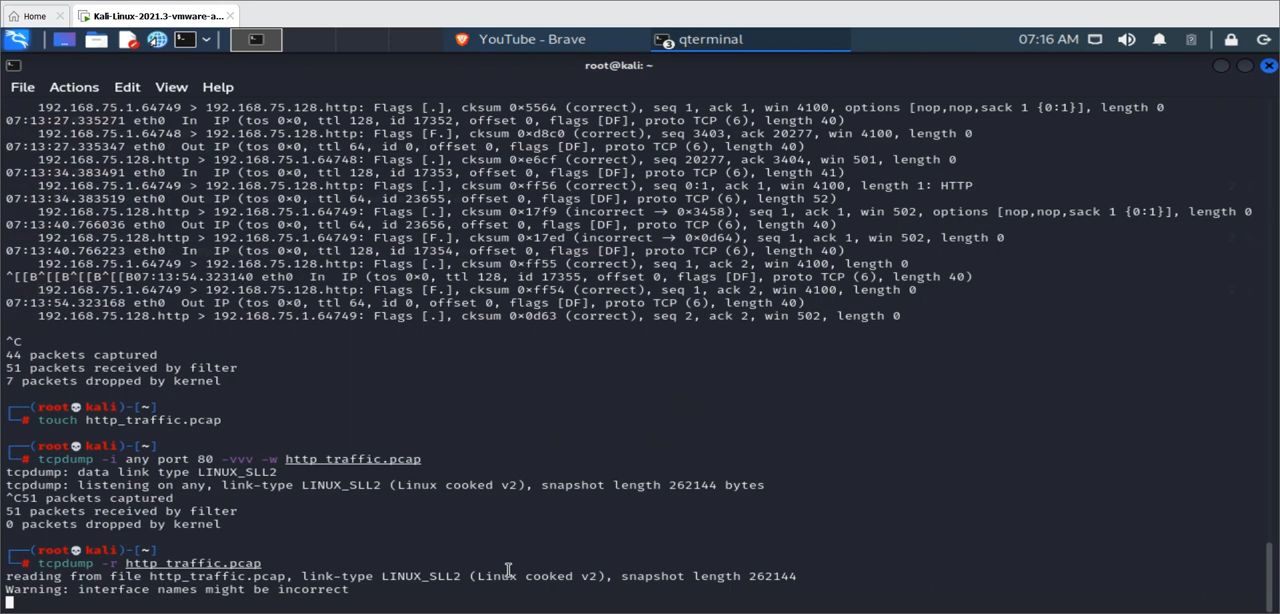 Home × Kali-Linux-2021.3-vmware-a... ×
YouTube - Brave 3 qterminal 07:16 AM
root@kali: ~
File Actions Edit View Help
192.168.75.1.64749 > 192.168.75.128.http: Flags [.], cksum 0×5564 (correct), seq 1, ack 1, win 4100, options [nop,nop,sack 1 {0:1}], length 0
07:13:27.335271 eth0 In IP (tos 0×0, ttl 128, id 17352, offset 0, flags [DF], proto TCP (6), length 40)
192.168.75.1.64748 > 192.168.75.128.http: Flags [F.], cksum 0×d8c0 (correct), seq 3403, ack 20277, win 4100, length 0
07:13:27.335347 eth0 Out IP (tos 0×0, ttl 64, id 0, offset 0, flags [DF], proto TCP (6), length 40)
192.168.75.128.http > 192.168.75.1.64748: Flags [.], cksum 0×e6cf (correct), seq 20277, ack 3404, win 501, length 0
07:13:34.383491 eth0 In IP (tos 0×0, ttl 128, id 17353, offset 0, flags [DF], proto TCP (6), length 41)
192.168.75.1.64749 > 192.168.75.128.http: Flags [.], cksum 0×ff56 (correct), seq 0:1, ack 1, win 4100, length 1: HTTP
07:13:34.383519 eth0 Out IP (tos 0×0, ttl 64, id 23655, offset 0, flags [DF], proto TCP (6), length 52)
192.168.75.128.http > 192.168.75.1.64749: Flags [.], cksum 0×17f9 (incorrect → 0×3458), seq 1, ack 1, win 502, options [nop,nop,sack 1 {0:1}], length 0
07:13:40.766036 eth0 Out IP (tos 0×0, ttl 64, id 23656, offset 0, flags [DF], proto TCP (6), length 40)
192.168.75.128.http > 192.168.75.1.64749: Flags [F.], cksum 0×17ed (incorrect → 0×0d64), seq 1, ack 1, win 502, length 0
07:13:40.766223 eth0 In IP (tos 0×0, ttl 128, id 17354, offset 0, flags [DF], proto TCP (6), length 40)
192.168.75.1.64749 > 192.168.75.128.http: Flags [.], cksum 0×ff55 (correct), seq 1, ack 2, win 4100, length 0
^[[B^[[B^[[B^[[B07:13:54.323140 eth0 In IP (tos 0×0, ttl 128, id 17355, offset 0, flags [DF], proto TCP (6), length 40)
192.168.75.1.64749 > 192.168.75.128.http: Flags [F.], cksum 0×ff54 (correct), seq 1, ack 2, win 4100, length 0
07:13:54.323168 eth0 Out IP (tos 0×0, ttl 64, id 0, offset 0, flags [DF], proto TCP (6), length 40)
192.168.75.128.http > 192.168.75.1.64749: Flags [.], cksum 0×0d63 (correct), seq 2, ack 2, win 502, length 0
^C
44 packets captured
51 packets received by filter
7 packets dropped by kernel
┌──(root💀kali)-[~]
└─# touch http_traffic.pcap
┌──(root💀kali)-[~]
└─# tcpdump -i any port 80 -vvv -w http_traffic.pcap
tcpdump: data link type LINUX_SLL2
tcpdump: listening on any, link-type LINUX_SLL2 (Linux cooked v2), snapshot length 262144 bytes
^C51 packets captured
51 packets received by filter
0 packets dropped by kernel
┌──(root💀kali)-[~]
└─# tcpdump -r http_traffic.pcap
reading from file http_traffic.pcap, link-type LINUX_SLL2 (Linux cooked v2), snapshot length 262144
Warning: interface names might be incorrect